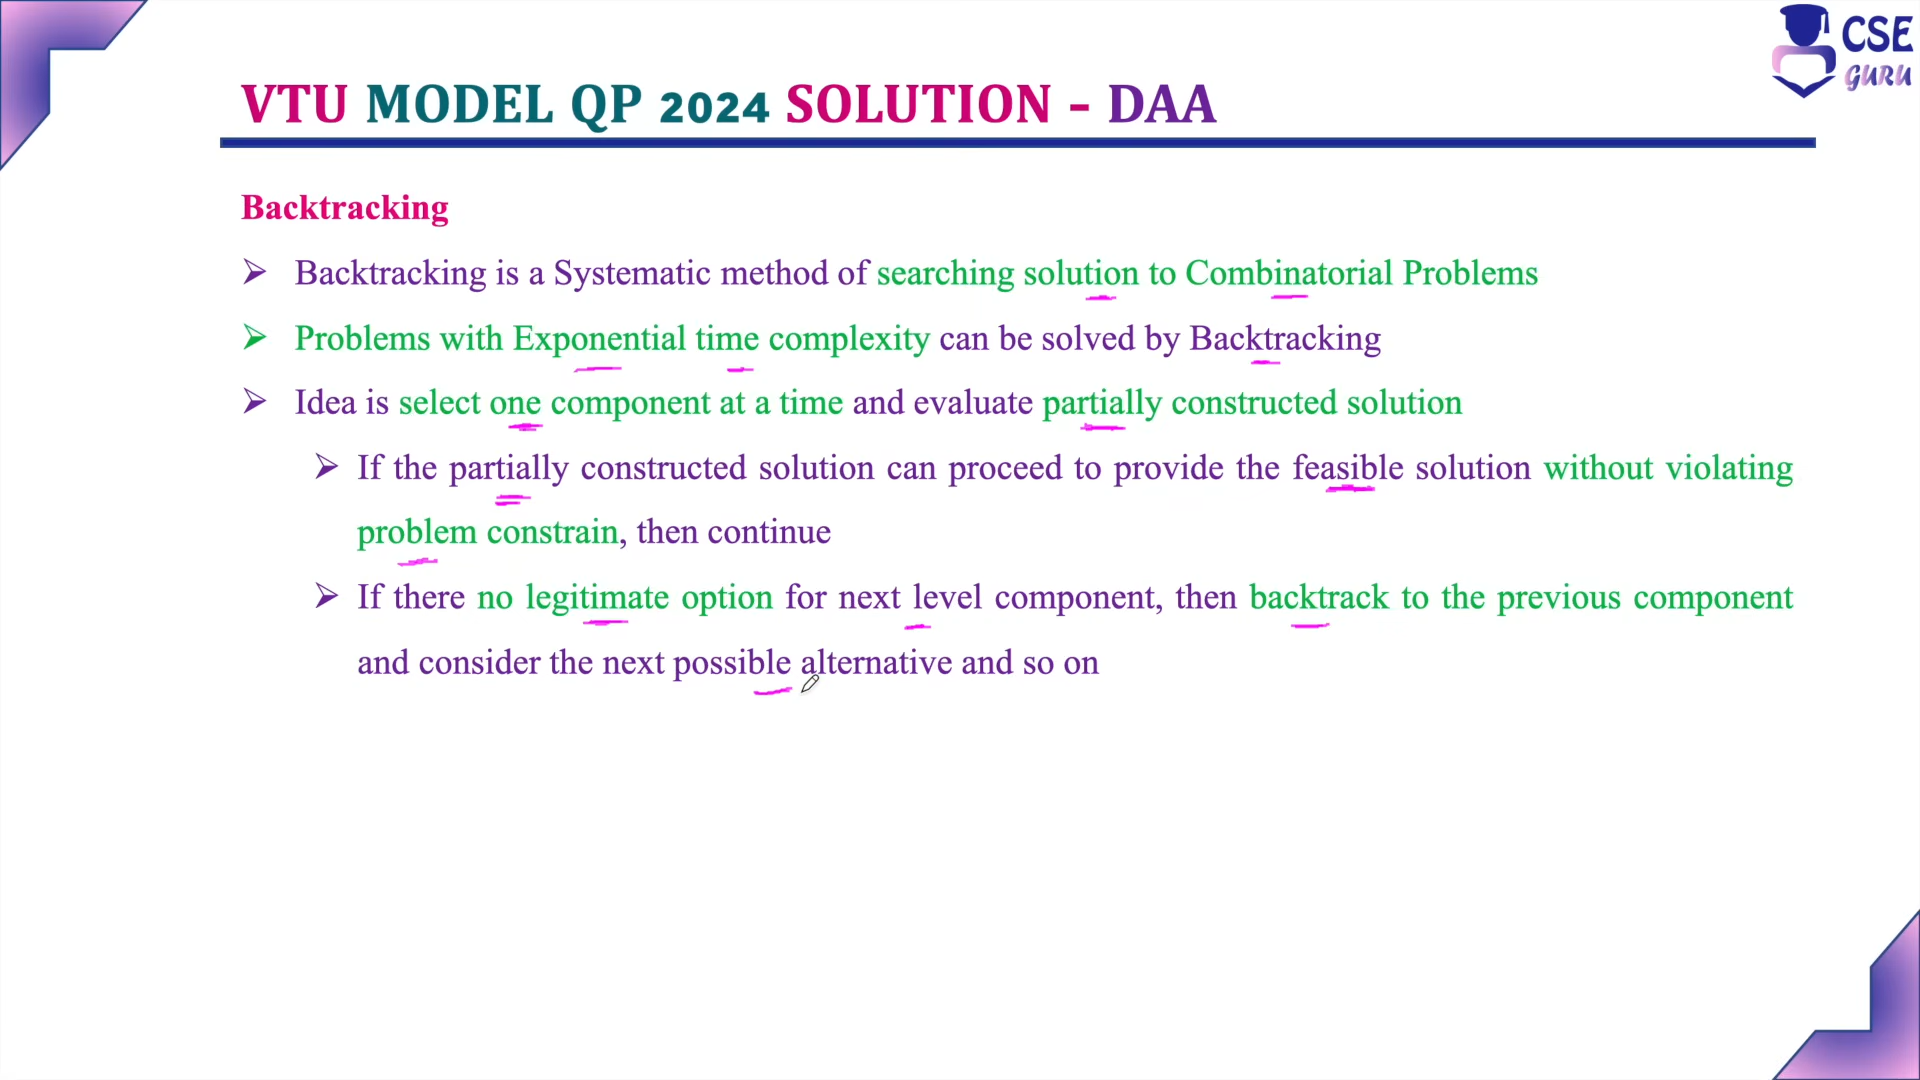 CSE
GURU
VTU MODEL QP 2024 SOLUTION - DAA
Backtracking
➢ Backtracking is a Systematic method of searching solution to Combinatorial Problems
➢ Problems with Exponential time complexity can be solved by Backtracking
➢ Idea is select one component at a time and evaluate partially constructed solution
➢ If the partially constructed solution can proceed to provide the feasible solution without violating
problem constrain, then continue
➢ If there no legitimate option for next level component, then backtrack to the previous component
and consider the next possible alternative and so on